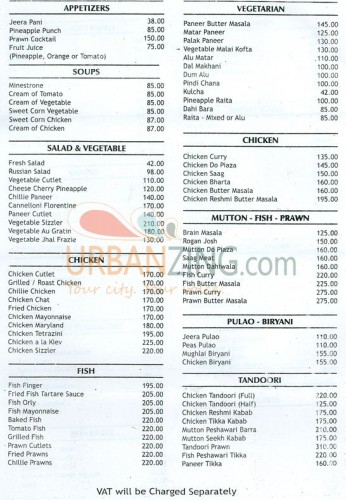 APPETIZERS
Jeera Pani 38.00
Pineapple Punch 85.00
Prawn Cocktail 150.00
Fruit Juice 75.00
(Pineapple, Orange or Tomato)
SOUPS
Minestrone 85.00
Cream of Tomato 85.00
Cream of Vegetable 85.00
Sweet Corn Vegetable 85.00
Sweet Corn Chicken 87.00
Cream of Chicken 87.00
SALAD & VEGETABLE
Fresh Salad 42.00
Russian Salad 98.00
Vegetable Cutlet 110.00
Cheese Cherry Pineapple 120.00
Chillie Paneer 140.00
Cannelloni Florentine 170.00
Paneer Cutlet 140.00
Vegetable Sizzler 210.00
Vegetable Au Gratin 180.00
Vegetable Jhal Frazie 130.00
CHICKEN
Chicken Cutlet 170.00
Grilled / Roast Chicken 170.00
Chillie Chicken 170.00
Chicken Chat 170.00
Fried Chicken 170.00
Chicken Mayonnaise 170.00
Chicken Maryland 180.00
Chicken Tetrazini 195.00
Chicken a la Kiev 225.00
Chicken Sizzler 220.00
FISH
Fish Finger 195.00
Fried Fish Tartare Sauce 205.00
Fish Orly 205.00
Fish Mayonnaise 205.00
Baked Fish 220.00
Tomato Fish 220.00
Grilled Fish 220.00
Prawn Cutlets 220.00
Fried Prawns 220.00
Chillie Prawns 220.00
VEGETARIAN
Paneer Butter Masala 145.00
Matar Paneer 125.00
Palak Paneer 130.00
Vegetable Malai Kofta 130.00
Alu Matar 110.00
Dal Makhani 100.00
Dum Alu 100.00
Pindi Chana 100.00
Kulcha 42.00
Pineapple Raita 100.00
Dahi Bara 85.00
Raita - Mixed or Alu 85.00
CHICKEN
Chicken Curry 135.00
Chicken Do Piaza 145.00
Chicken Saag 150.00
Chicken Bharta 160.00
Chicken Butter Masala 160.00
Chicken Reshmi Butter Masala 195.00
MUTTON - FISH - PRAWN
Brain Masala 125.00
Rogan Josh 150.00
Mutton Do Piaza 160.00
Saag Meat 160.00
Mutton Dahiwala 160.00
Fish Curry 220.00
Fish Butter Masala 225.00
Prawn Curry 275.00
Prawn Butter Masala 275.00
PULAO - BIRYANI
Jeera Pulao 110.00
Peas Pulao 110.00
Mughlai Biryani 155.00
Chicken Biryani 155.00
TANDOORI
Chicken Tandoori (Full) 220.00
Chicken Tandoori (Half) 125.00
Chicken Reshmi Kabab 175.00
Chicken Tikka Kabab 175.00
Mutton Peshawari Barra 210.00
Mutton Seekh Kabab 175.00
Tandoori Prawn 310.00
Fish Peshawari Tikka 220.00
Paneer Tikka 160.00
URBANZING.com
Your city.
VAT will be Charged Separately